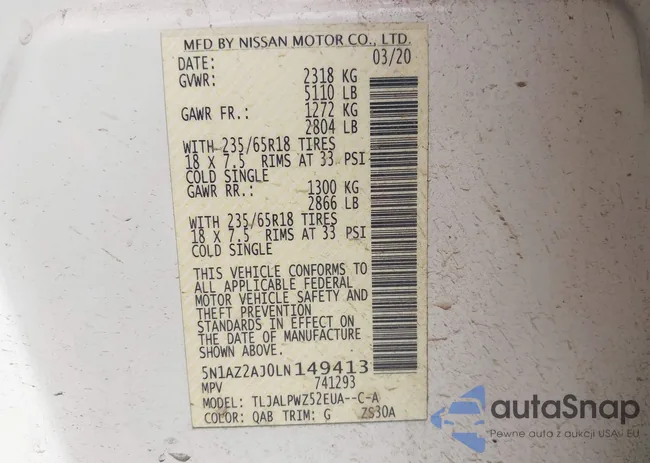 MFD BY NISSAN MOTOR CO., LTD.
DATE: 03/20
GVWR: 2318 KG
5110 LB
GAWR FR.: 1272 KG
2804 LB
WITH 235/65R18 TIRES
18 X 7.5 RIMS AT 33 PSI
COLD SINGLE
GAWR RR.: 1300 KG
2866 LB
WITH 235/65R18 TIRES
18 X 7.5 RIMS AT 33 PSI
COLD SINGLE
THIS VEHICLE CONFORMS TO
ALL APPLICABLE FEDERAL
MOTOR VEHICLE SAFETY AND
THEFT PREVENTION
STANDARDS IN EFFECT ON
THE DATE OF MANUFACTURE
SHOWN ABOVE.
5N1AZ2AJ0LN149413
MPV 741293
MODEL: TLJALPWZ52EUA--C-A
COLOR: QAB TRIM: G ZS30A
autoSnap
*Pewne auta z aukcji USA i EU